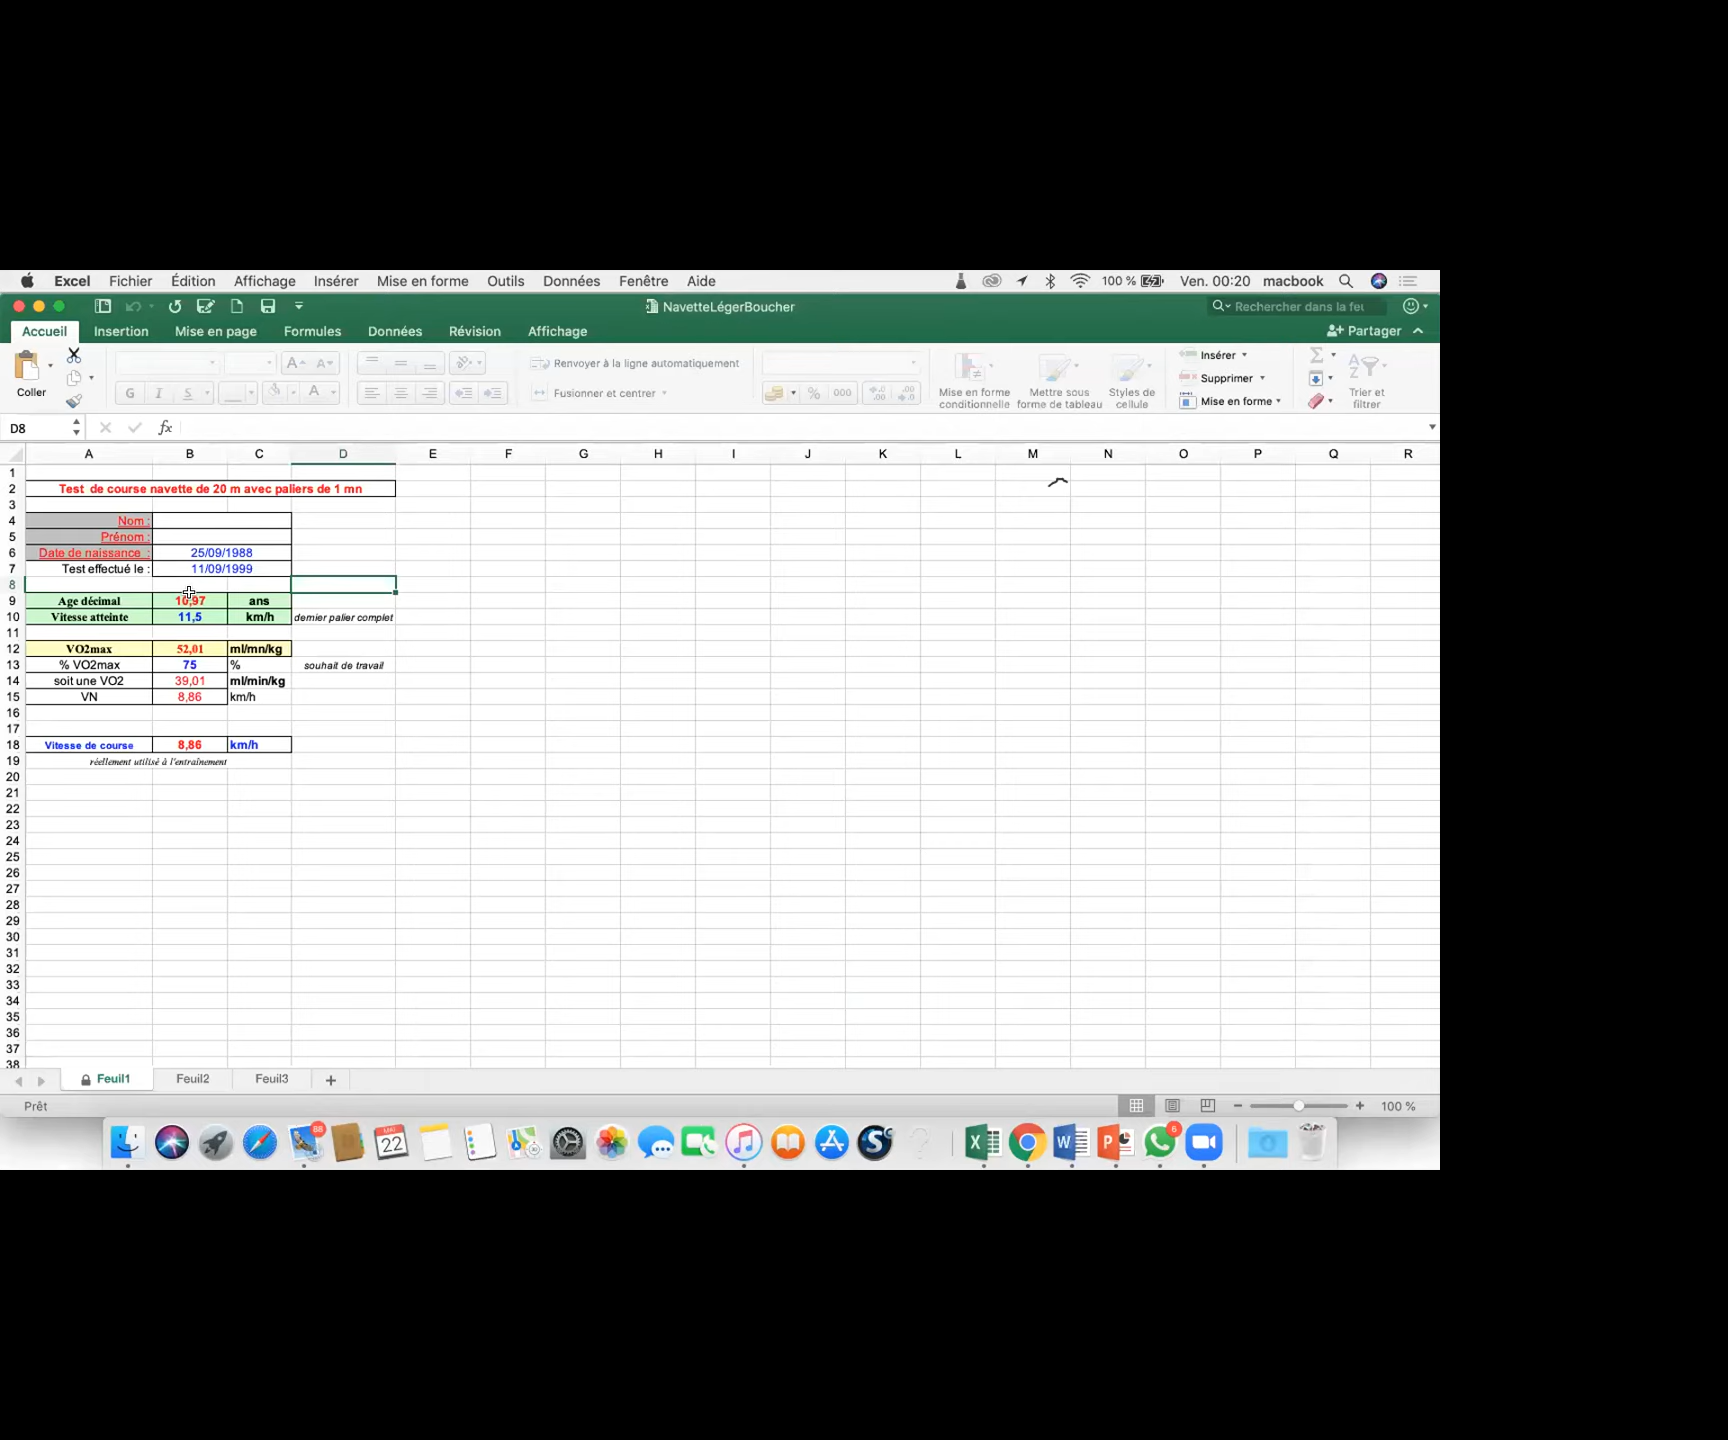 Excel Fichier Édition Affichage Insérer Mise en forme Outils Données Fenêtre Aide 100 % Ven. 00:20 macbook
NavetteLégerBoucher Rechercher dans la feu
Accueil Insertion Mise en page Formules Données Révision Affichage Partager
Coller G I S A A A Renvoyer à la ligne automatiquement Fusionner et centrer % 000 Mise en forme conditionnelle Mettre sous forme de tableau Styles de cellule Insérer Supprimer Mise en forme Σ A Z Trier et filtrer
D8 fx
A B C D E F G H I J K L M N O P Q R
1
2 Test de course navette de 20 m avec paliers de 1 mn
3
4 Nom :
5 Prénom :
6 Date de naissance : 25/09/1988
7 Test effectué le : 11/09/1999
8
9 Age décimal 10,97 ans
10 Vitesse atteinte 11,5 km/h dernier palier complet
11
12 VO2max 52,01 ml/mn/kg
13 % VO2max 75 % souhait de travail
14 soit une VO2 39,01 ml/min/kg
15 VN 8,86 km/h
16
17
18 Vitesse de course 8,86 km/h
19 réellement utilisé à l'entraînement
20
21
22
23
24
25
26
27
28
29
30
31
32
33
34
35
36
37
38
Feuil1 Feuil2 Feuil3 +
Prêt 100 %
88 MAI 22 S X W P 6